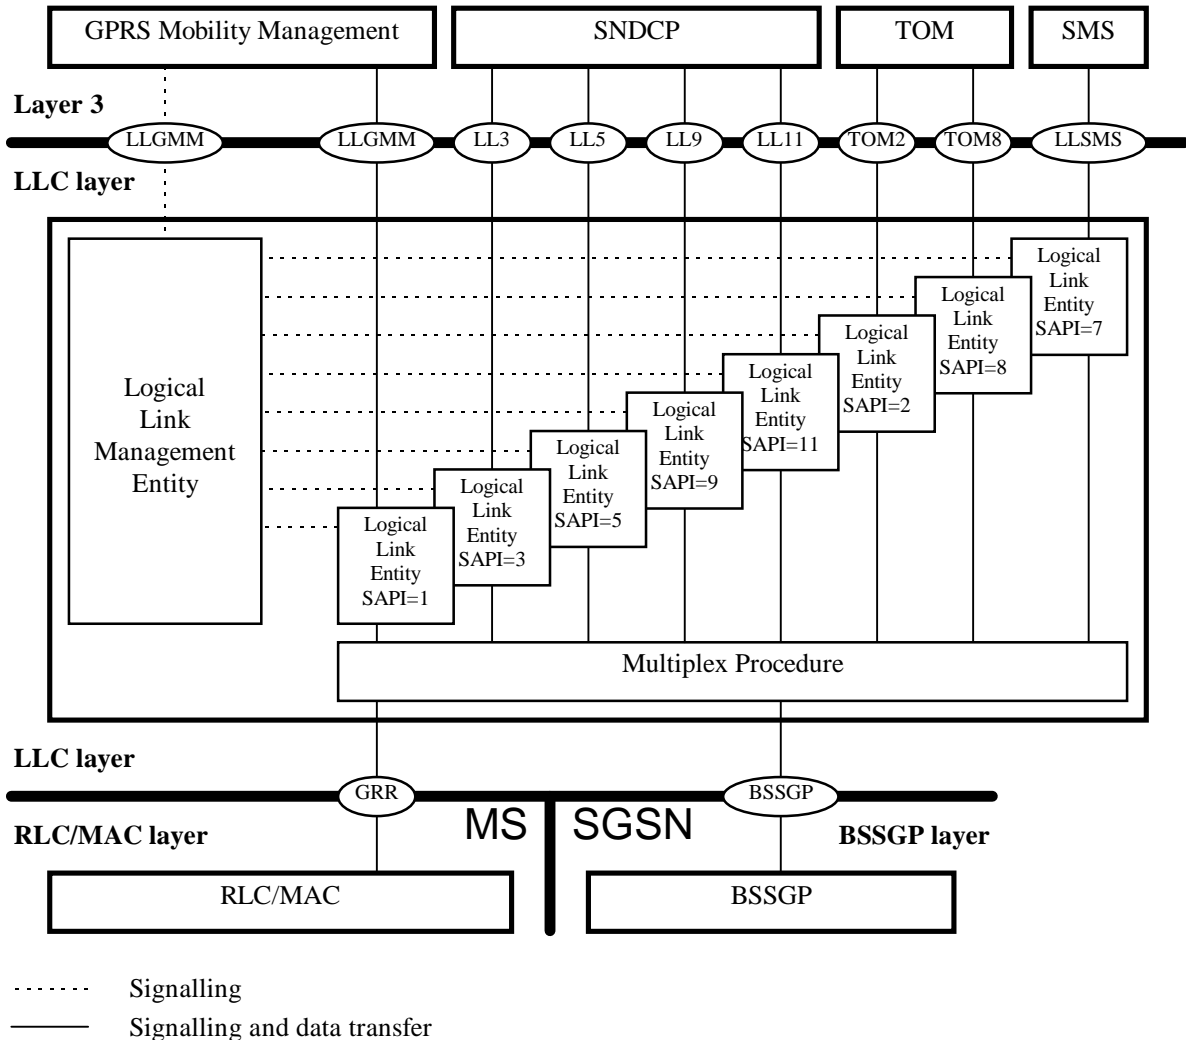 GPRS Mobility Management
SNDCP
TOM
SMS
Layer 3
LLGMM
LLGMM
LL3
LL5
LL9
LL11
TOM2
TOM8
LLSMS
LLC layer
Logical
Link
Management
Entity
Logical
Link
Entity
SAPI=1
Logical
Link
Entity
SAPI=3
Logical
Link
Entity
SAPI=5
Logical
Link
Entity
SAPI=9
Logical
Link
Entity
SAPI=11
Logical
Link
Entity
SAPI=2
Logical
Link
Entity
SAPI=8
Logical
Link
Entity
SAPI=7
Multiplex Procedure
LLC layer
GRR
BSSGP
RLC/MAC layer
MS
SGSN
BSSGP layer
RLC/MAC
BSSGP
Signalling
Signalling and data transfer